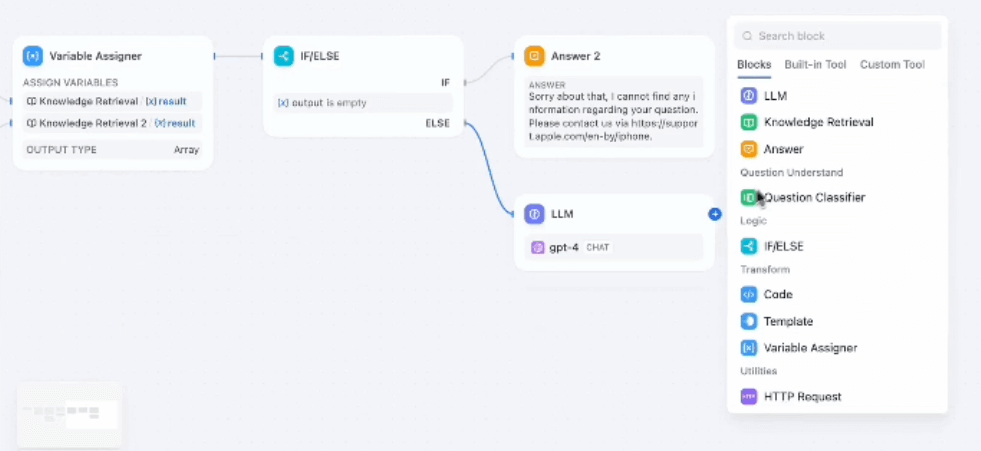 Variable Assigner
ASSIGN VARIABLES
Knowledge Retrieval / {x} result
Knowledge Retrieval 2 / {x} result
OUTPUT TYPE Array
IF/ELSE
IF
{x} output is empty
ELSE
Answer 2
ANSWER
Sorry about that, I cannot find any i
nformation regarding your question.
Please contact us via https://suppor
t.apple.com/en-by/iphone.
LLM
gpt-4 CHAT
Search block
Blocks Built-in Tool Custom Tool
LLM
Knowledge Retrieval
Answer
Question Understand
Question Classifier
Logic
IF/ELSE
Transform
Code
Template
Variable Assigner
Utilities
HTTP Request